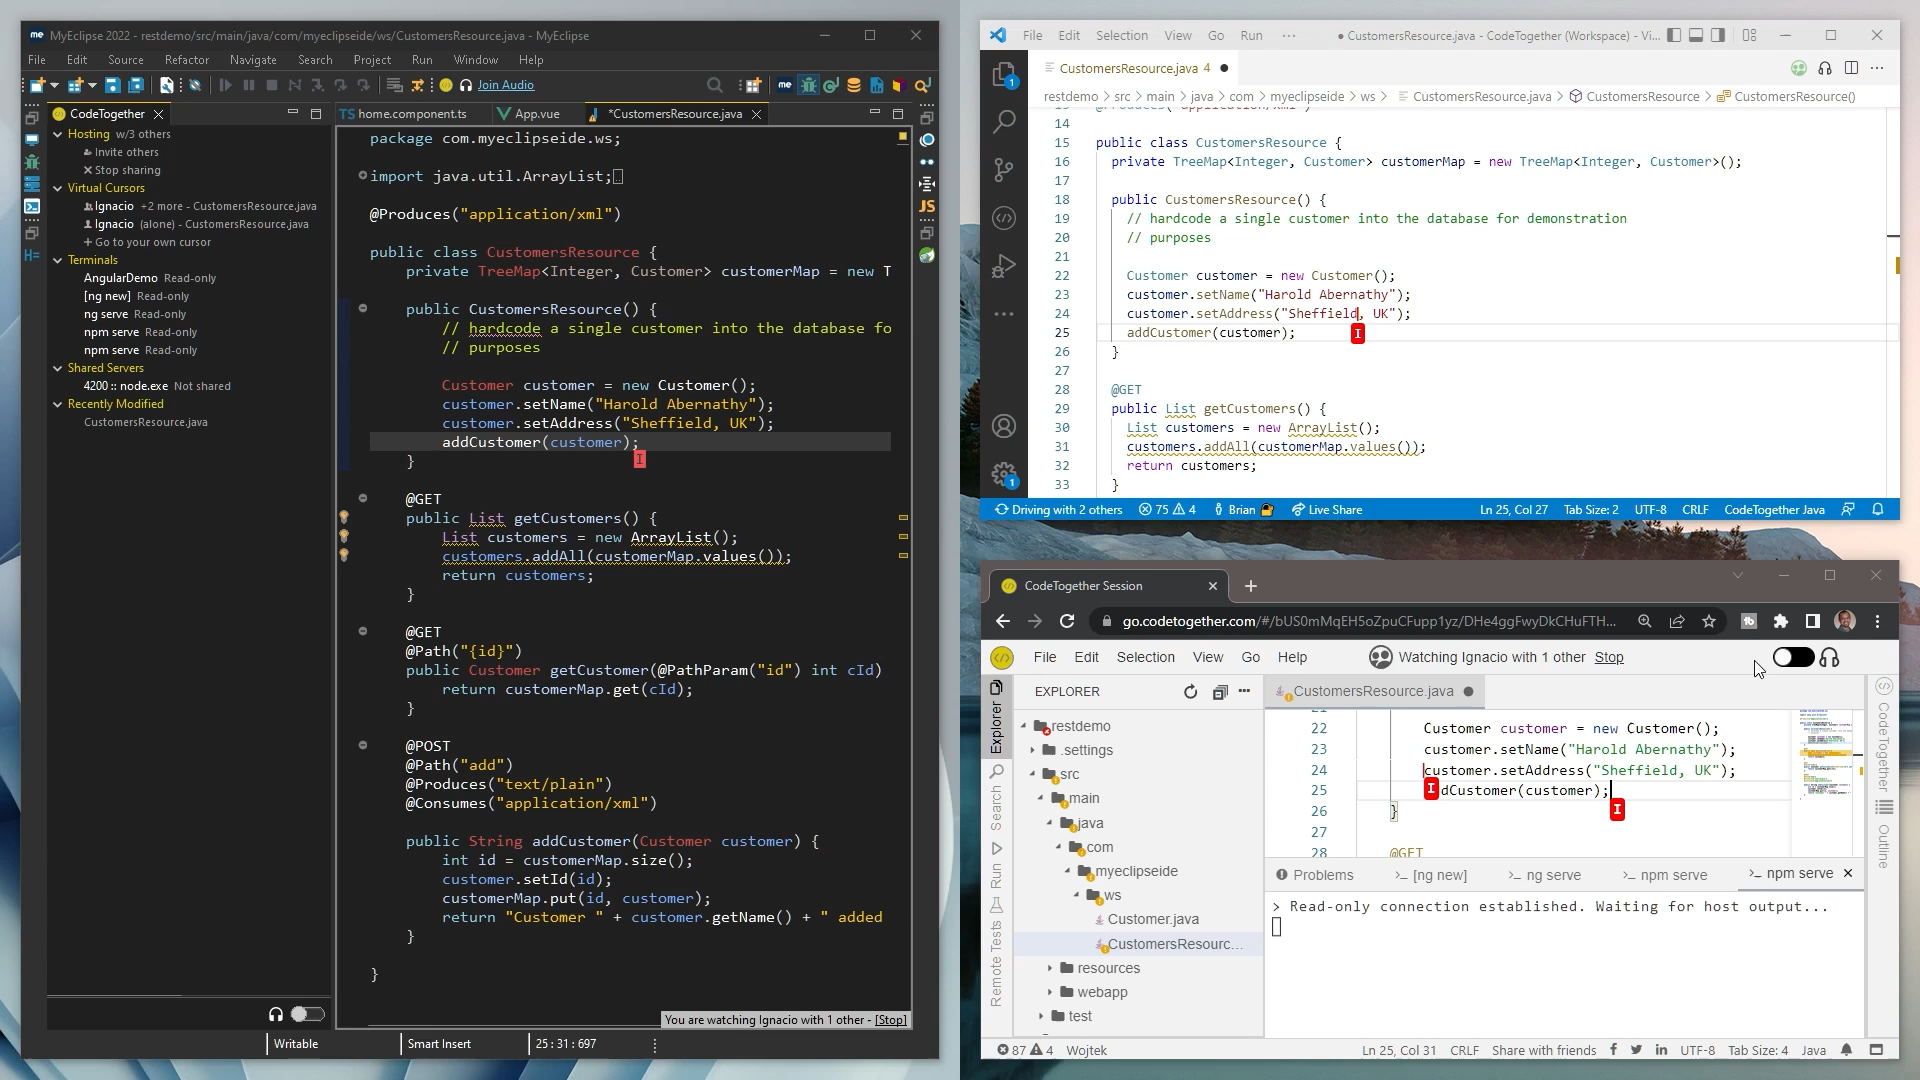 me MyEclipse 2022 - restdemo/src/main/java/com/myeclipseide/ws/CustomersResource.java - MyEclipse
File Edit Source Refactor Navigate Search Project Run Window Help
Join Audio
me
CodeTogether
Hosting w/3 others
Invite others
Stop sharing
Virtual Cursors
Ignacio +2 more - CustomersResource.java
Ignacio (alone) - CustomersResource.java
Go to your own cursor
Terminals
AngularDemo Read-only
[ng new] Read-only
ng serve Read-only
npm serve Read-only
npm serve Read-only
Shared Servers
4200 :: node.exe Not shared
Recently Modified
CustomersResource.java
TS home.component.ts App.vue *CustomersResource.java
package com.myeclipseide.ws;
import java.util.ArrayList;
@Produces("application/xml")
public class CustomersResource {
private TreeMap<Integer, Customer> customerMap = new T
public CustomersResource() {
// hardcode a single customer into the database fo
// purposes
Customer customer = new Customer();
customer.setName("Harold Abernathy");
customer.setAddress("Sheffield, UK");
addCustomer(customer);
}
@GET
public List getCustomers() {
List customers = new ArrayList();
customers.addAll(customerMap.values());
return customers;
}
@GET
@Path("{id}")
public Customer getCustomer(@PathParam("id") int cId)
return customerMap.get(cId);
}
@POST
@Path("add")
@Produces("text/plain")
@Consumes("application/xml")
public String addCustomer(Customer customer) {
int id = customerMap.size();
customer.setId(id);
customerMap.put(id, customer);
return "Customer " + customer.getName() + " added
}
}
JS
H=
You are watching Ignacio with 1 other - [Stop]
Writable Smart Insert 25 : 31 : 697
File Edit Selection View Go Run ··· ● CustomersResource.java - CodeTogether (Workspace) - Vi...
CustomersResource.java 4 ●
restdemo > src > main > java > com > myeclipseide > ws > CustomersResource.java > CustomersResource > CustomersResource()
@Produces("application/xml")
14
15 public class CustomersResource {
16 private TreeMap<Integer, Customer> customerMap = new TreeMap<Integer, Customer>();
17
18 public CustomersResource() {
19 // hardcode a single customer into the database for demonstration
20 // purposes
21
22 Customer customer = new Customer();
23 customer.setName("Harold Abernathy");
24 customer.setAddress("Sheffield, UK");
25 addCustomer(customer);
26 }
27
28 @GET
29 public List getCustomers() {
30 List customers = new ArrayList();
31 customers.addAll(customerMap.values());
32 return customers;
33 }
1
1
Driving with 2 others 75 4 Brian Live Share Ln 25, Col 27 Tab Size: 2 UTF-8 CRLF CodeTogether Java
CodeTogether Session
go.codetogether.com/#/bUS0mMqEH5oZpuCFupp1yz/DHe4ggFwyDkCHuFTH...
File Edit Selection View Go Help Watching Ignacio with 1 other Stop
Explorer
Search
Run
Remote Tests
EXPLORER
restdemo
.settings
src
main
java
com
myeclipseide
ws
Customer.java
CustomersResourc...
resources
webapp
test
CustomersResource.java ●
21
22 Customer customer = new Customer();
23 customer.setName("Harold Abernathy");
24 customer.setAddress("Sheffield, UK");
25 dCustomer(customer);
26 }
27
28 @GET
CodeTogether
Outline
Problems [ng new] ng serve npm serve npm serve
> Read-only connection established. Waiting for host output...
87 4 Wojtek Ln 25, Col 31 CRLF Share with friends UTF-8 Tab Size: 4 Java